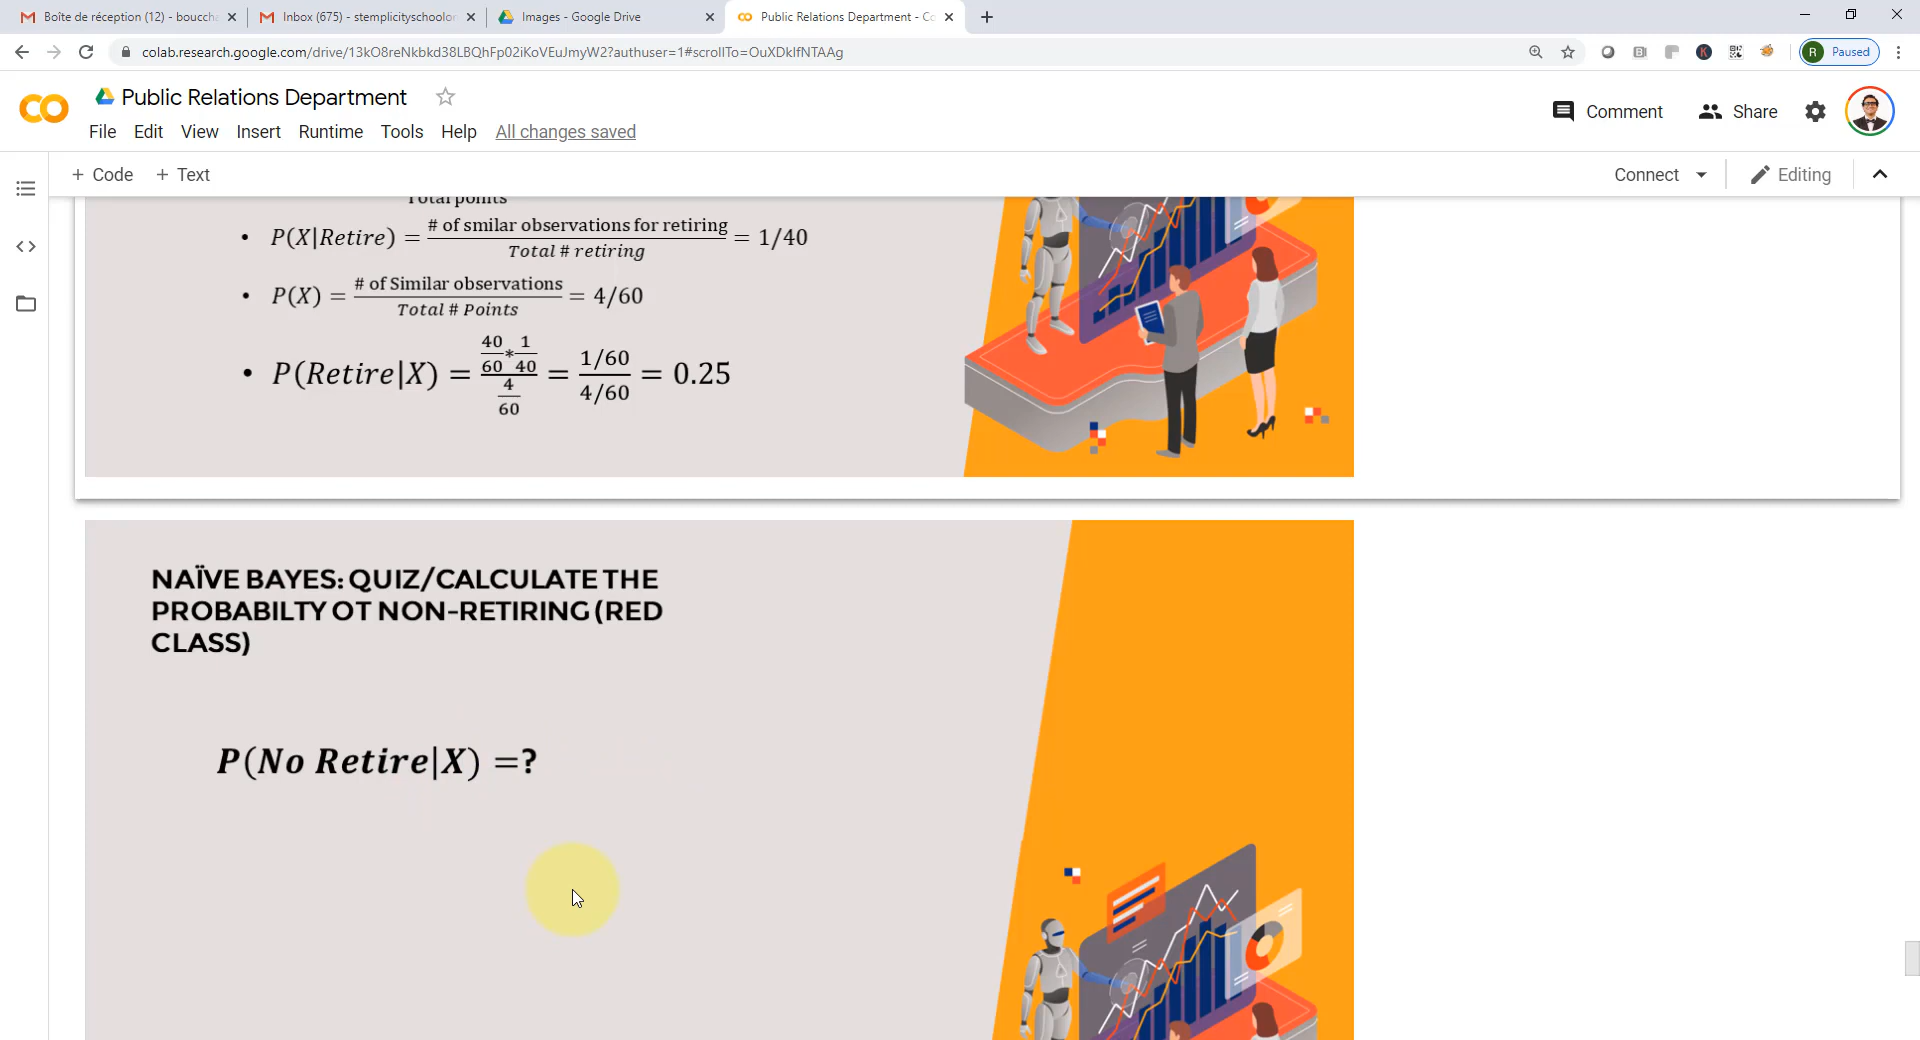 Boîte de réception (12) - bouccha
Inbox (675) - stemplicityschoolon
Images - Google Drive
Public Relations Department - Co
colab.research.google.com/drive/13kO8reNkbkd38LBQhFp02iKoVEuJmyW2?authuser=1#scrollTo=OuXDkIfNTAAg
R Paused
Public Relations Department
Comment
Share
File Edit View Insert Runtime Tools Help All changes saved
+ Code + Text
Connect
Editing
Total points
• P(X|Retire) = # of smilar observations for retiring / Total # retiring = 1/40
• P(X) = # of Similar observations / Total # Points = 4/60
• P(Retire|X) = 40/60 * 1/40 / 4/60 = 1/60 / 4/60 = 0.25
NAÏVE BAYES: QUIZ/CALCULATE THE
PROBABILTY OT NON-RETIRING (RED
CLASS)
P(No Retire|X) =?